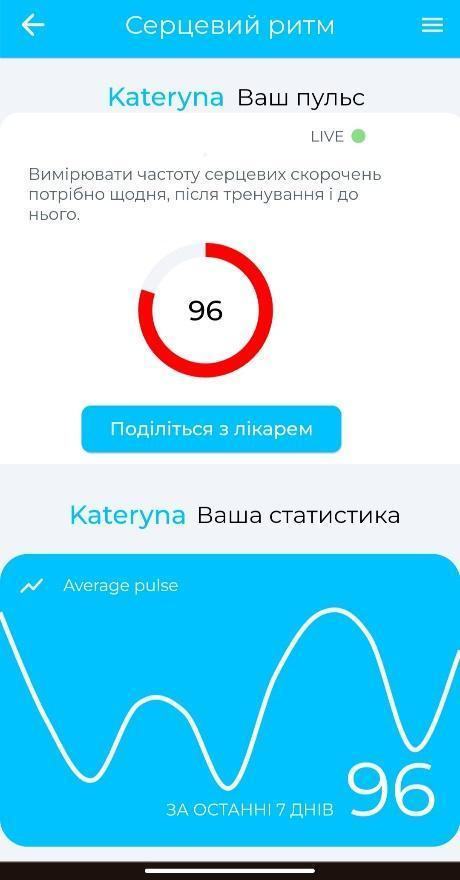 Серцевий ритм
Kateryna Ваш пульс
LIVE
Вимірювати частоту серцевих скорочень
потрібно щодня, після тренування і до
нього.
96
Поділіться з лікарем
Kateryna Ваша статистика
Average pulse
ЗА ОСТАННІ 7 ДНІВ 96